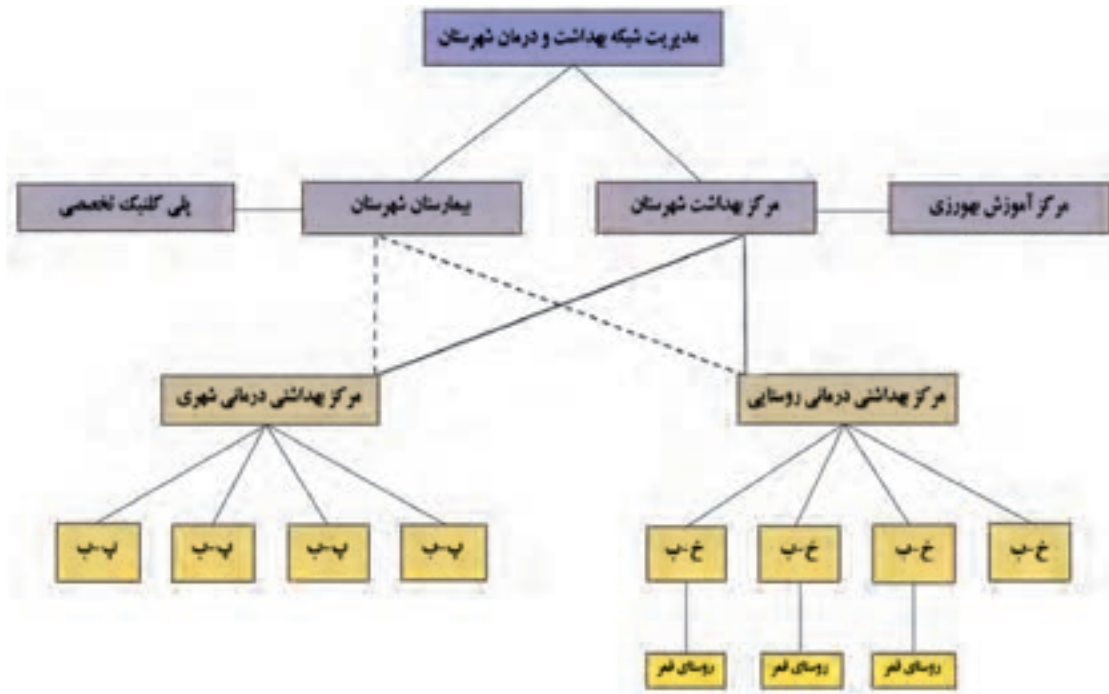 مدیریت شبکه بهداشت و درمان شهرستان
مرکز آموزش بهورزی
مرکز بهداشت شهرستان
بیمارستان شهرستان
پلی کلنیک تخصصی
مرکز بهداشتی درمانی روستایی
مرکز بهداشتی درمانی شهری
خ-ب
خ-ب
خ-ب
خ-ب
پ-ب
پ-ب
پ-ب
پ-ب
روستای قمر
روستای قمر
روستای قمر